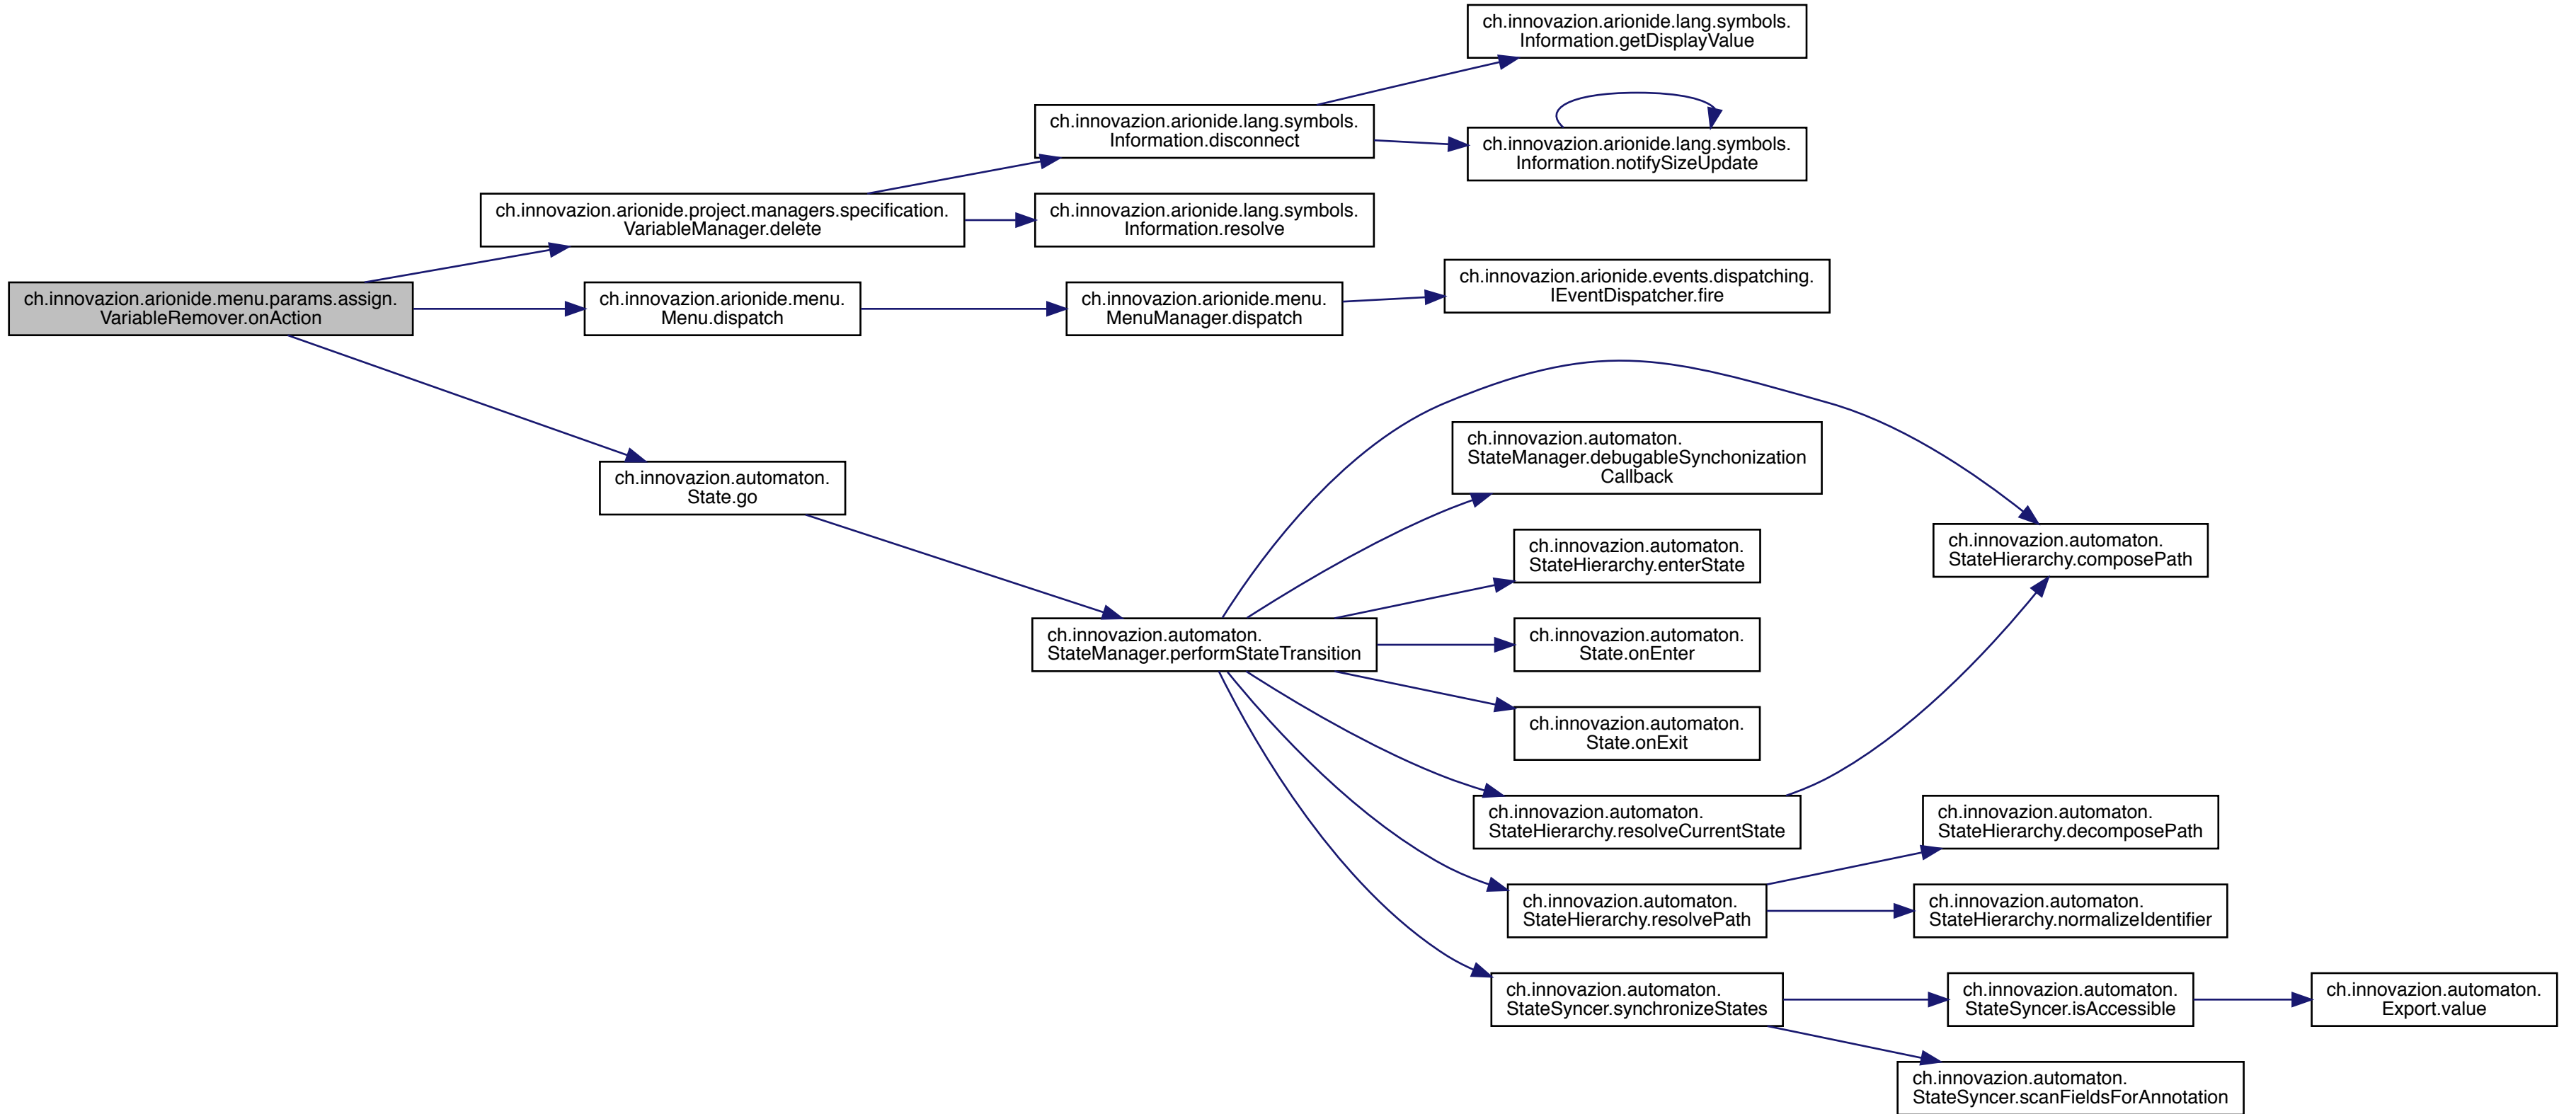 ch.innovazion.arionide.menu.params.assign.
VariableRemover.onAction
ch.innovazion.arionide.project.managers.specification.
VariableManager.delete
ch.innovazion.arionide.menu.
Menu.dispatch
ch.innovazion.automaton.
State.go
ch.innovazion.arionide.lang.symbols.
Information.disconnect
ch.innovazion.arionide.lang.symbols.
Information.resolve
ch.innovazion.arionide.menu.
MenuManager.dispatch
ch.innovazion.automaton.
StateManager.performStateTransition
ch.innovazion.arionide.lang.symbols.
Information.getDisplayValue
ch.innovazion.arionide.lang.symbols.
Information.notifySizeUpdate
ch.innovazion.arionide.events.dispatching.
IEventDispatcher.fire
ch.innovazion.automaton.
StateManager.debugableSynchonization
Callback
ch.innovazion.automaton.
StateHierarchy.enterState
ch.innovazion.automaton.
State.onEnter
ch.innovazion.automaton.
State.onExit
ch.innovazion.automaton.
StateHierarchy.resolveCurrentState
ch.innovazion.automaton.
StateHierarchy.resolvePath
ch.innovazion.automaton.
StateSyncer.synchronizeStates
ch.innovazion.automaton.
StateHierarchy.composePath
ch.innovazion.automaton.
StateHierarchy.decomposePath
ch.innovazion.automaton.
StateHierarchy.normalizeIdentifier
ch.innovazion.automaton.
StateSyncer.isAccessible
ch.innovazion.automaton.
StateSyncer.scanFieldsForAnnotation
ch.innovazion.automaton.
Export.value